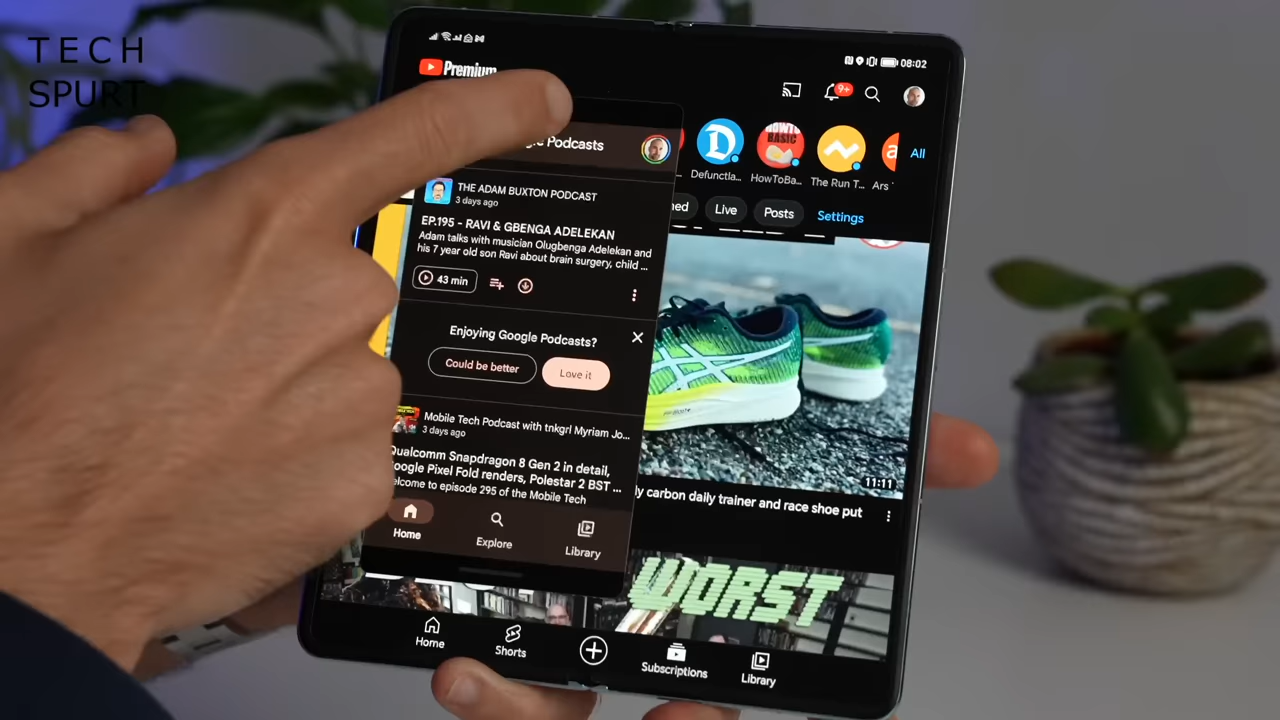 TECH
SPURT
08:02
Premium
9+
Google Podcasts
All
Defunctla...
HowToBa...
The Run T...
Ars
HOWTO
BASIC
Live
Posts
Settings
THE ADAM BUXTON PODCAST
3 days ago
EP.195 - RAVI & GBENGA ADELEKAN
Adam talks with musician Olugbenga Adelekan and
his 7 year old son Ravi about brain surgery, child ...
43 min
Enjoying Google Podcasts?
Could be better
Love it
Mobile Tech Podcast with tnkgrl Myriam Jo...
3 days ago
Qualcomm Snapdragon 8 Gen 2 in detail,
Google Pixel Fold renders, Polestar 2 BST ...
elcome to episode 295 of the Mobile Tech
Home
Explore
Library
11:11
y carbon daily trainer and race shoe put
WORST
Home
Shorts
Subscriptions
Library